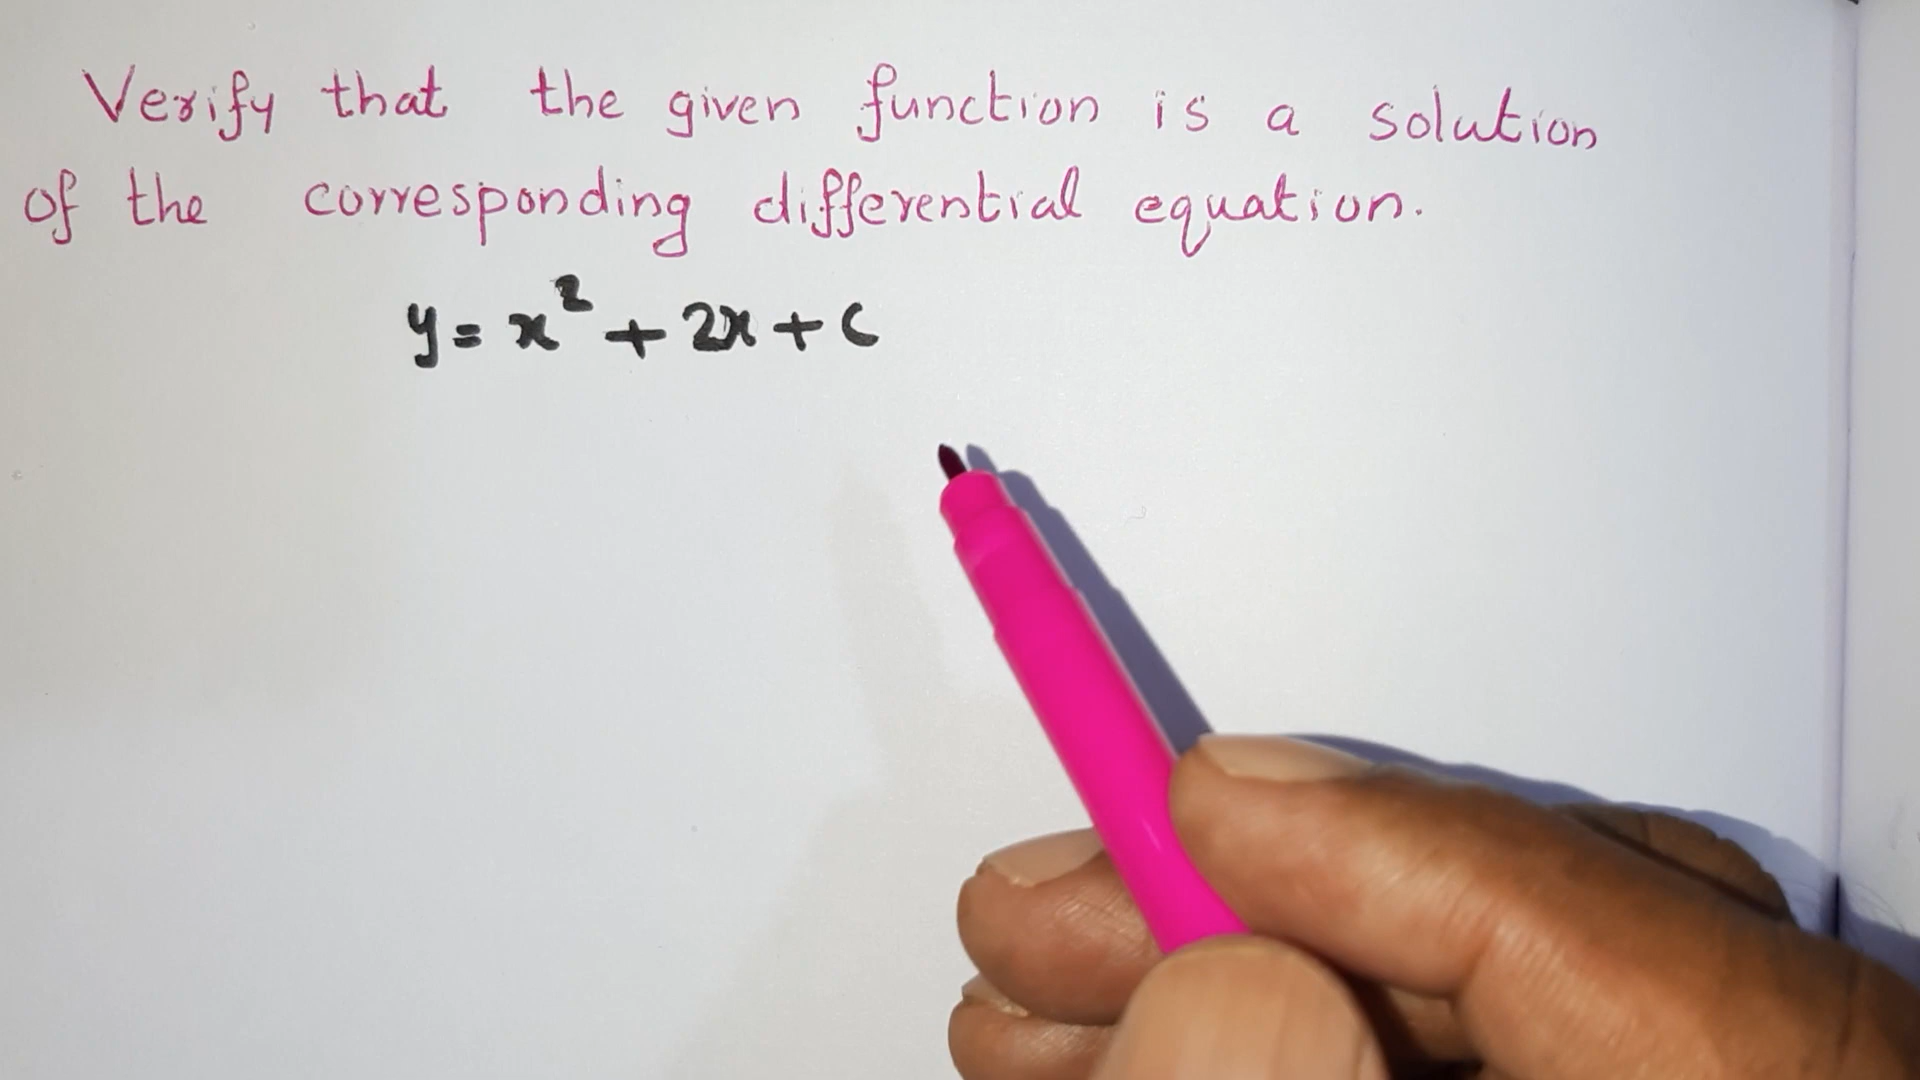 Verify that the given function is a solution
of the corresponding differential equation.
y = x² + 2x + c